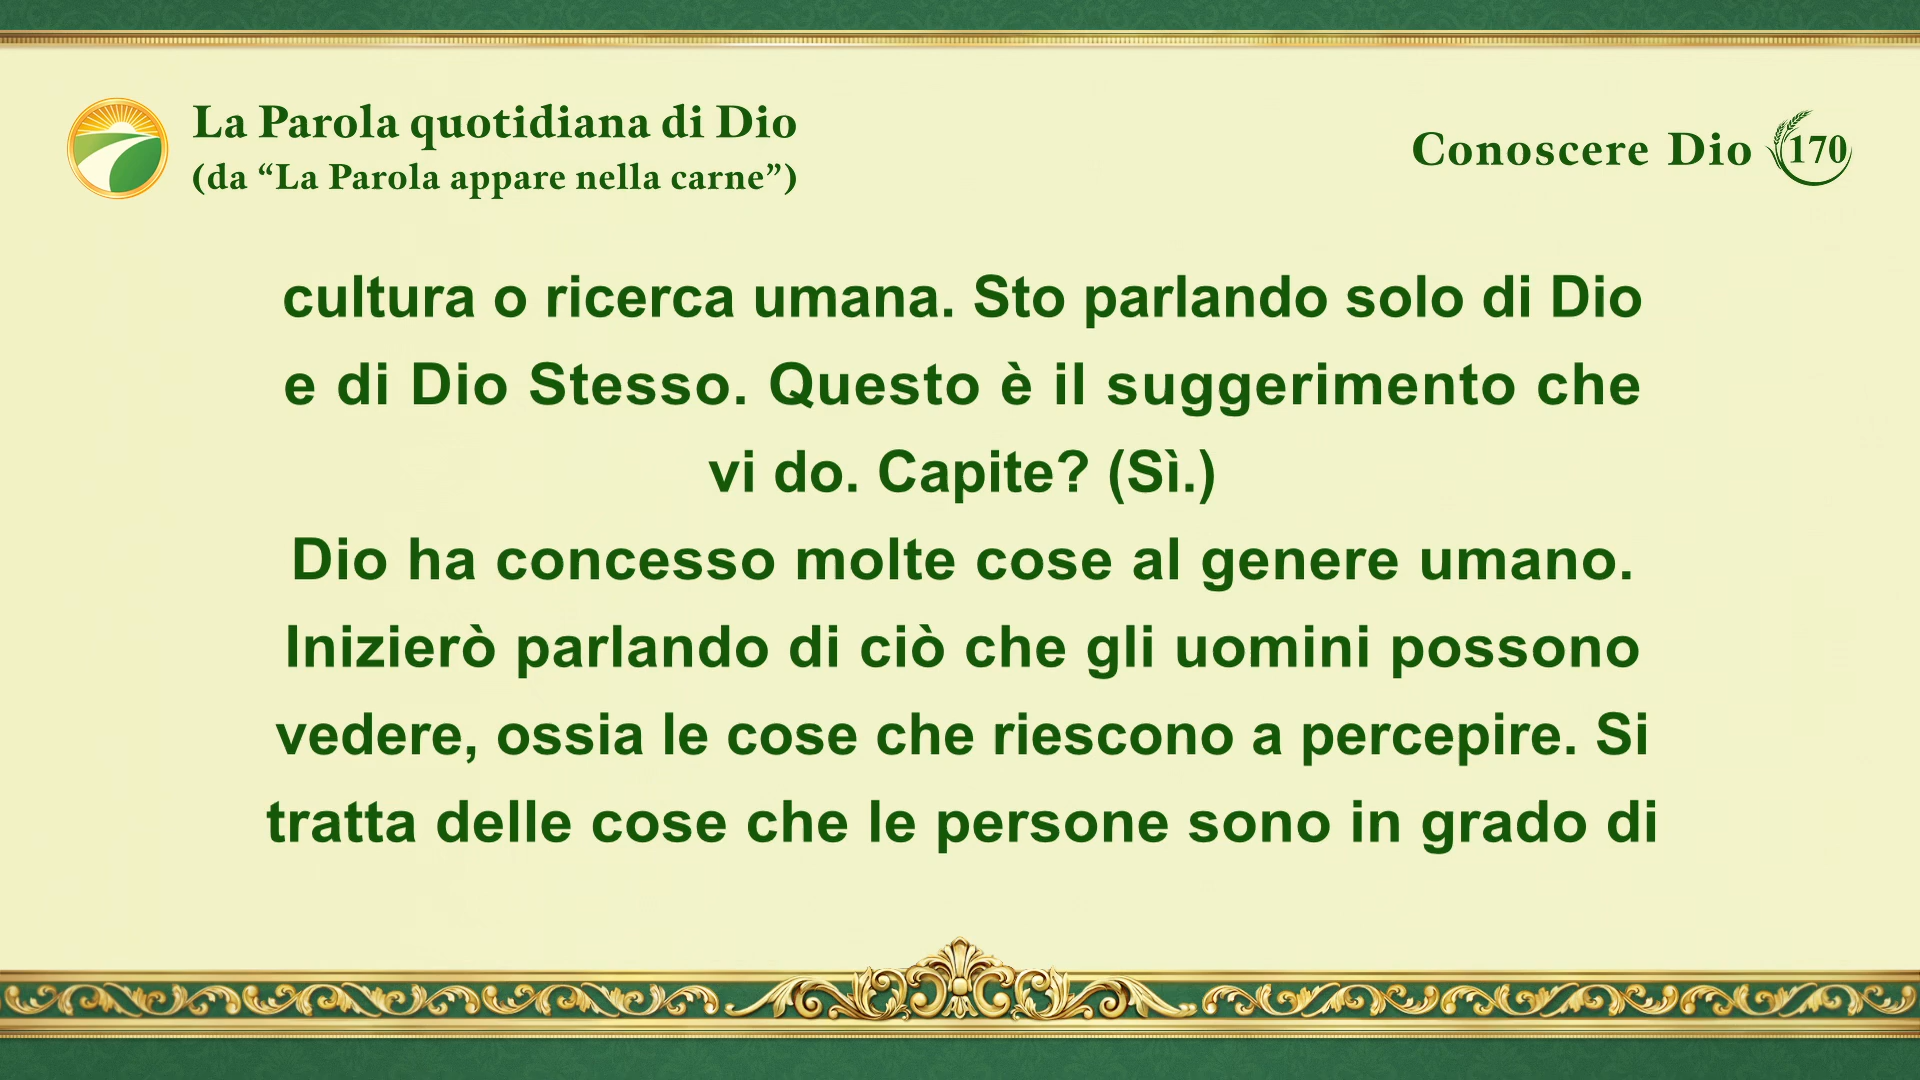 La Parola quotidiana di Dio
(da “La Parola appare nella carne”)
Conoscere Dio 170
cultura o ricerca umana. Sto parlando solo di Dio
e di Dio Stesso. Questo è il suggerimento che
vi do. Capite? (Sì.)
Dio ha concesso molte cose al genere umano.
Inizierò parlando di ciò che gli uomini possono
vedere, ossia le cose che riescono a percepire. Si
tratta delle cose che le persone sono in grado di